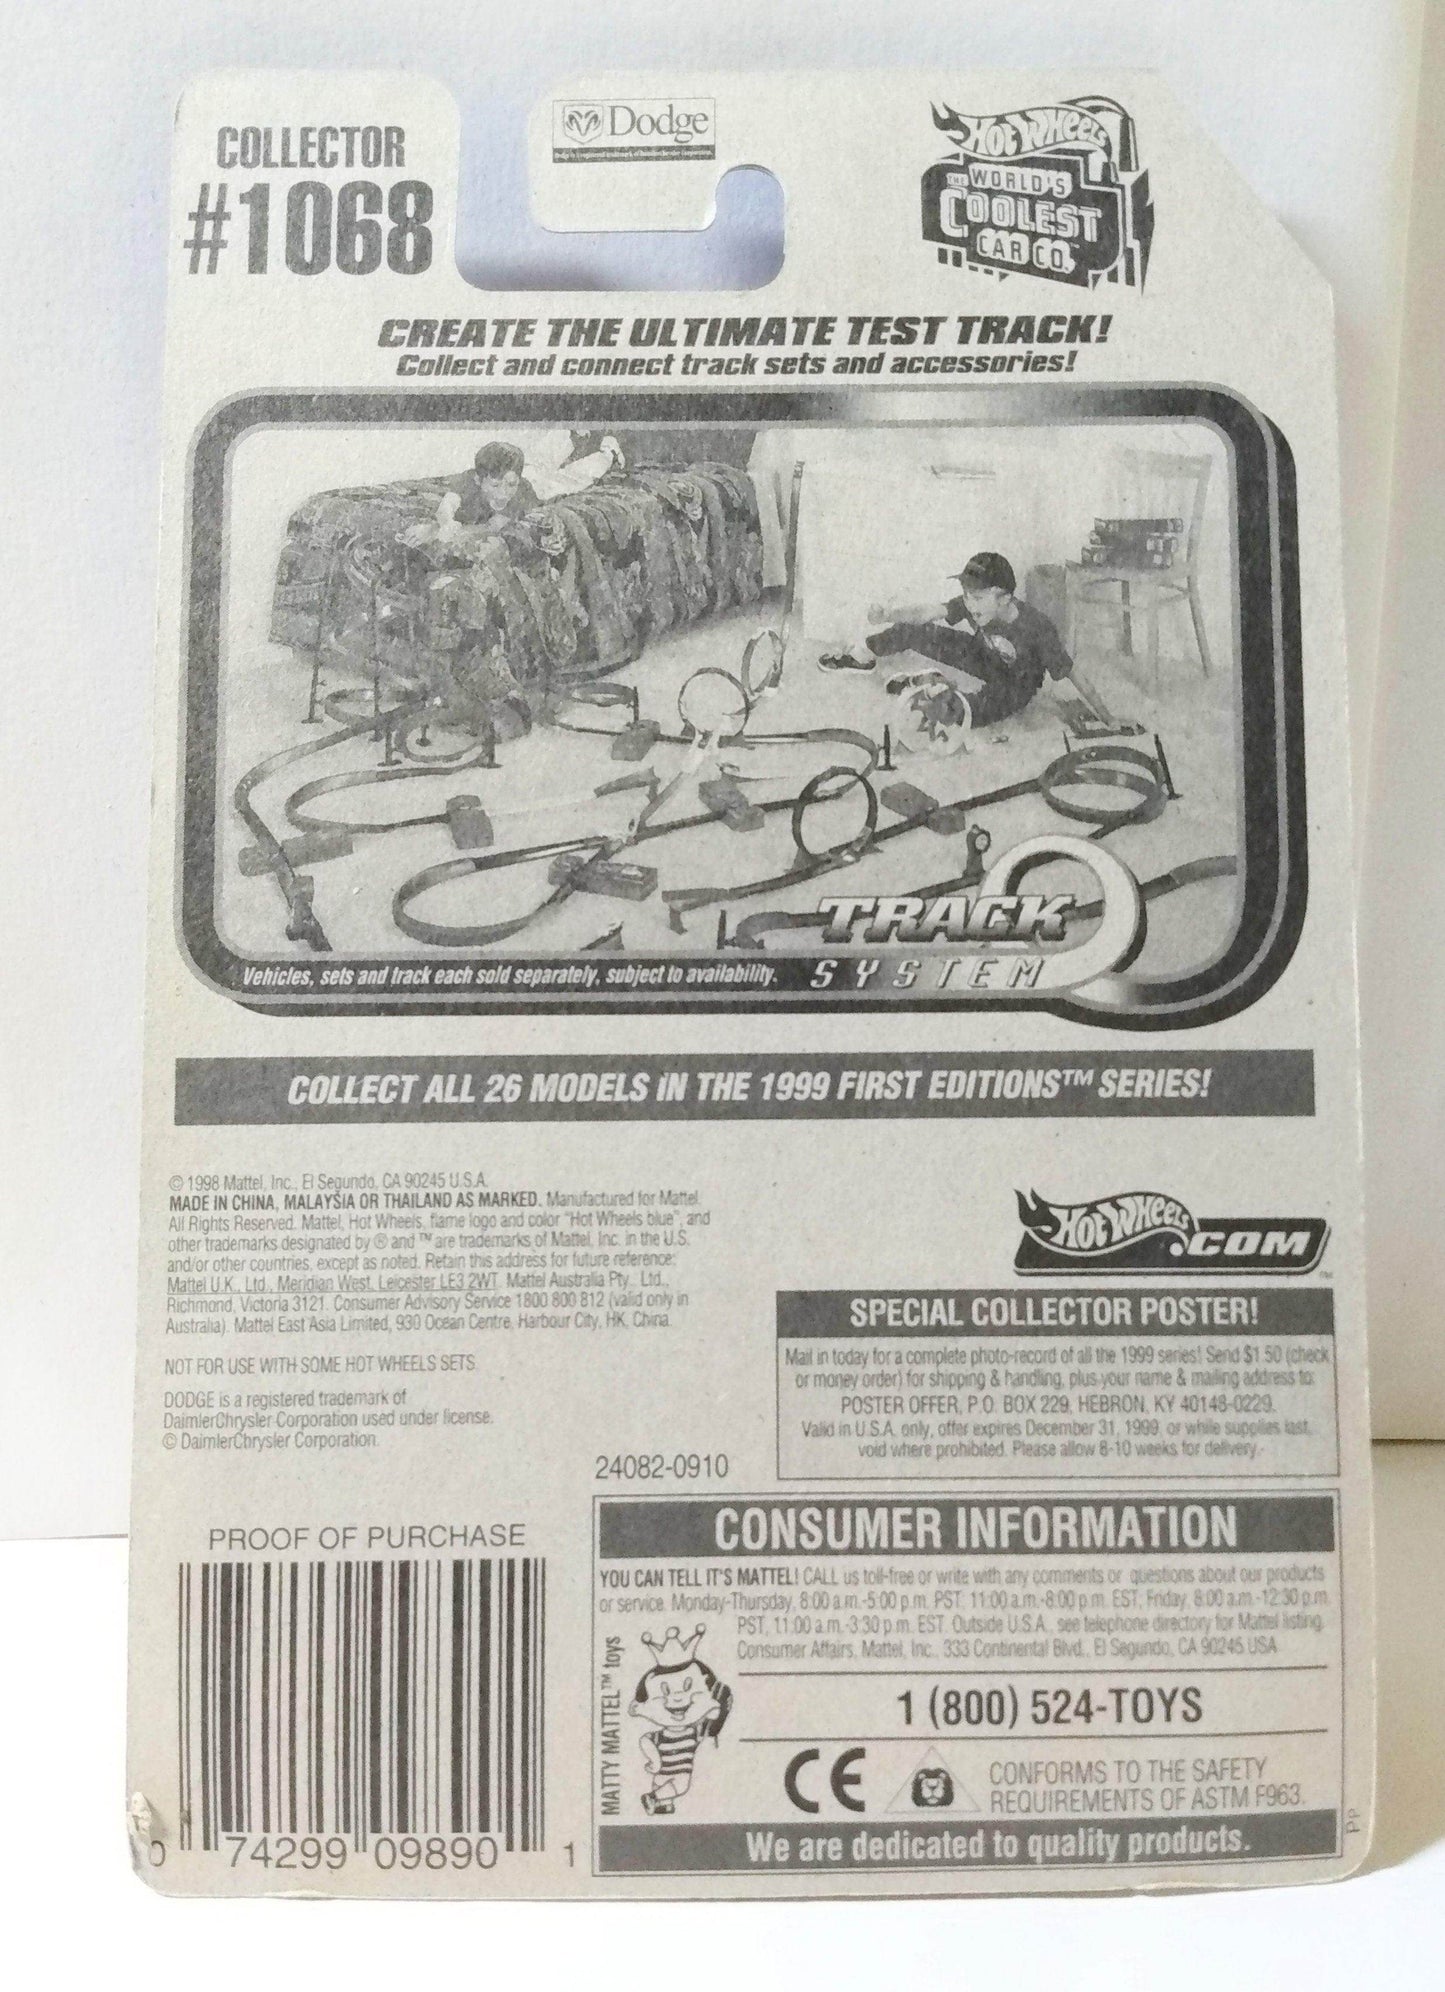 COLLECTOR
#1068
Dodge
HOT WHEELS
THE WORLD'S
COOLEST
CAR CO.™
CREATE THE ULTIMATE TEST TRACK!
Collect and connect track sets and accessories!
TRACK
SYSTEM
Vehicles, sets and track each sold separately, subject to availability.
COLLECT ALL 26 MODELS IN THE 1999 FIRST EDITIONS™ SERIES!
© 1998 Mattel, Inc., El Segundo, CA 90245 U.S.A.
MADE IN CHINA, MALAYSIA OR THAILAND AS MARKED. Manufactured for Mattel.
All Rights Reserved. Mattel, Hot Wheels, flame logo and color "Hot Wheels blue", and
other trademarks designated by ® and ™ are trademarks of Mattel, Inc. in the U.S.
and/or other countries, except as noted. Retain this address for future reference:
Mattel U.K., Ltd., Meridian West, Leicester LE3 2WT. Mattel Australia Pty., Ltd.,
Richmond, Victoria 3121. Consumer Advisory Service 1800 800 812 (valid only in
Australia). Mattel East Asia Limited, 930 Ocean Centre, Harbour City, HK, China.
NOT FOR USE WITH SOME HOT WHEELS SETS.
DODGE is a registered trademark of
DaimlerChrysler Corporation used under license.
© DaimlerChrysler Corporation.
24082-0910
HOT WHEELS.COM™
SPECIAL COLLECTOR POSTER!
Mail in today for a complete photo-record of all the 1999 series! Send $1.50 (check
or money order) for shipping & handling, plus your name & mailing address to:
POSTER OFFER, P.O. BOX 229, HEBRON, KY 40148-0229.
Valid in U.S.A. only, offer expires December 31, 1999, or while supplies last,
void where prohibited. Please allow 8-10 weeks for delivery.
PROOF OF PURCHASE
0 74299 09890 1
CONSUMER INFORMATION
YOU CAN TELL IT'S MATTEL! CALL us toll-free or write with any comments or questions about our products
or service. Monday-Thursday, 8:00 a.m.-5:00 p.m. PST; 11:00 a.m.-8:00 p.m. EST; Friday, 8:00 a.m.-12:30 p.m.
PST, 11:00 a.m.-3:30 p.m. EST. Outside U.S.A., see telephone directory for Mattel listing.
Consumer Affairs, Mattel, Inc., 333 Continental Blvd., El Segundo, CA 90245 USA
MATTY MATTEL™ toys
1 (800) 524-TOYS
CE
CONFORMS TO THE SAFETY
REQUIREMENTS OF ASTM F963.
We are dedicated to quality products.
PP